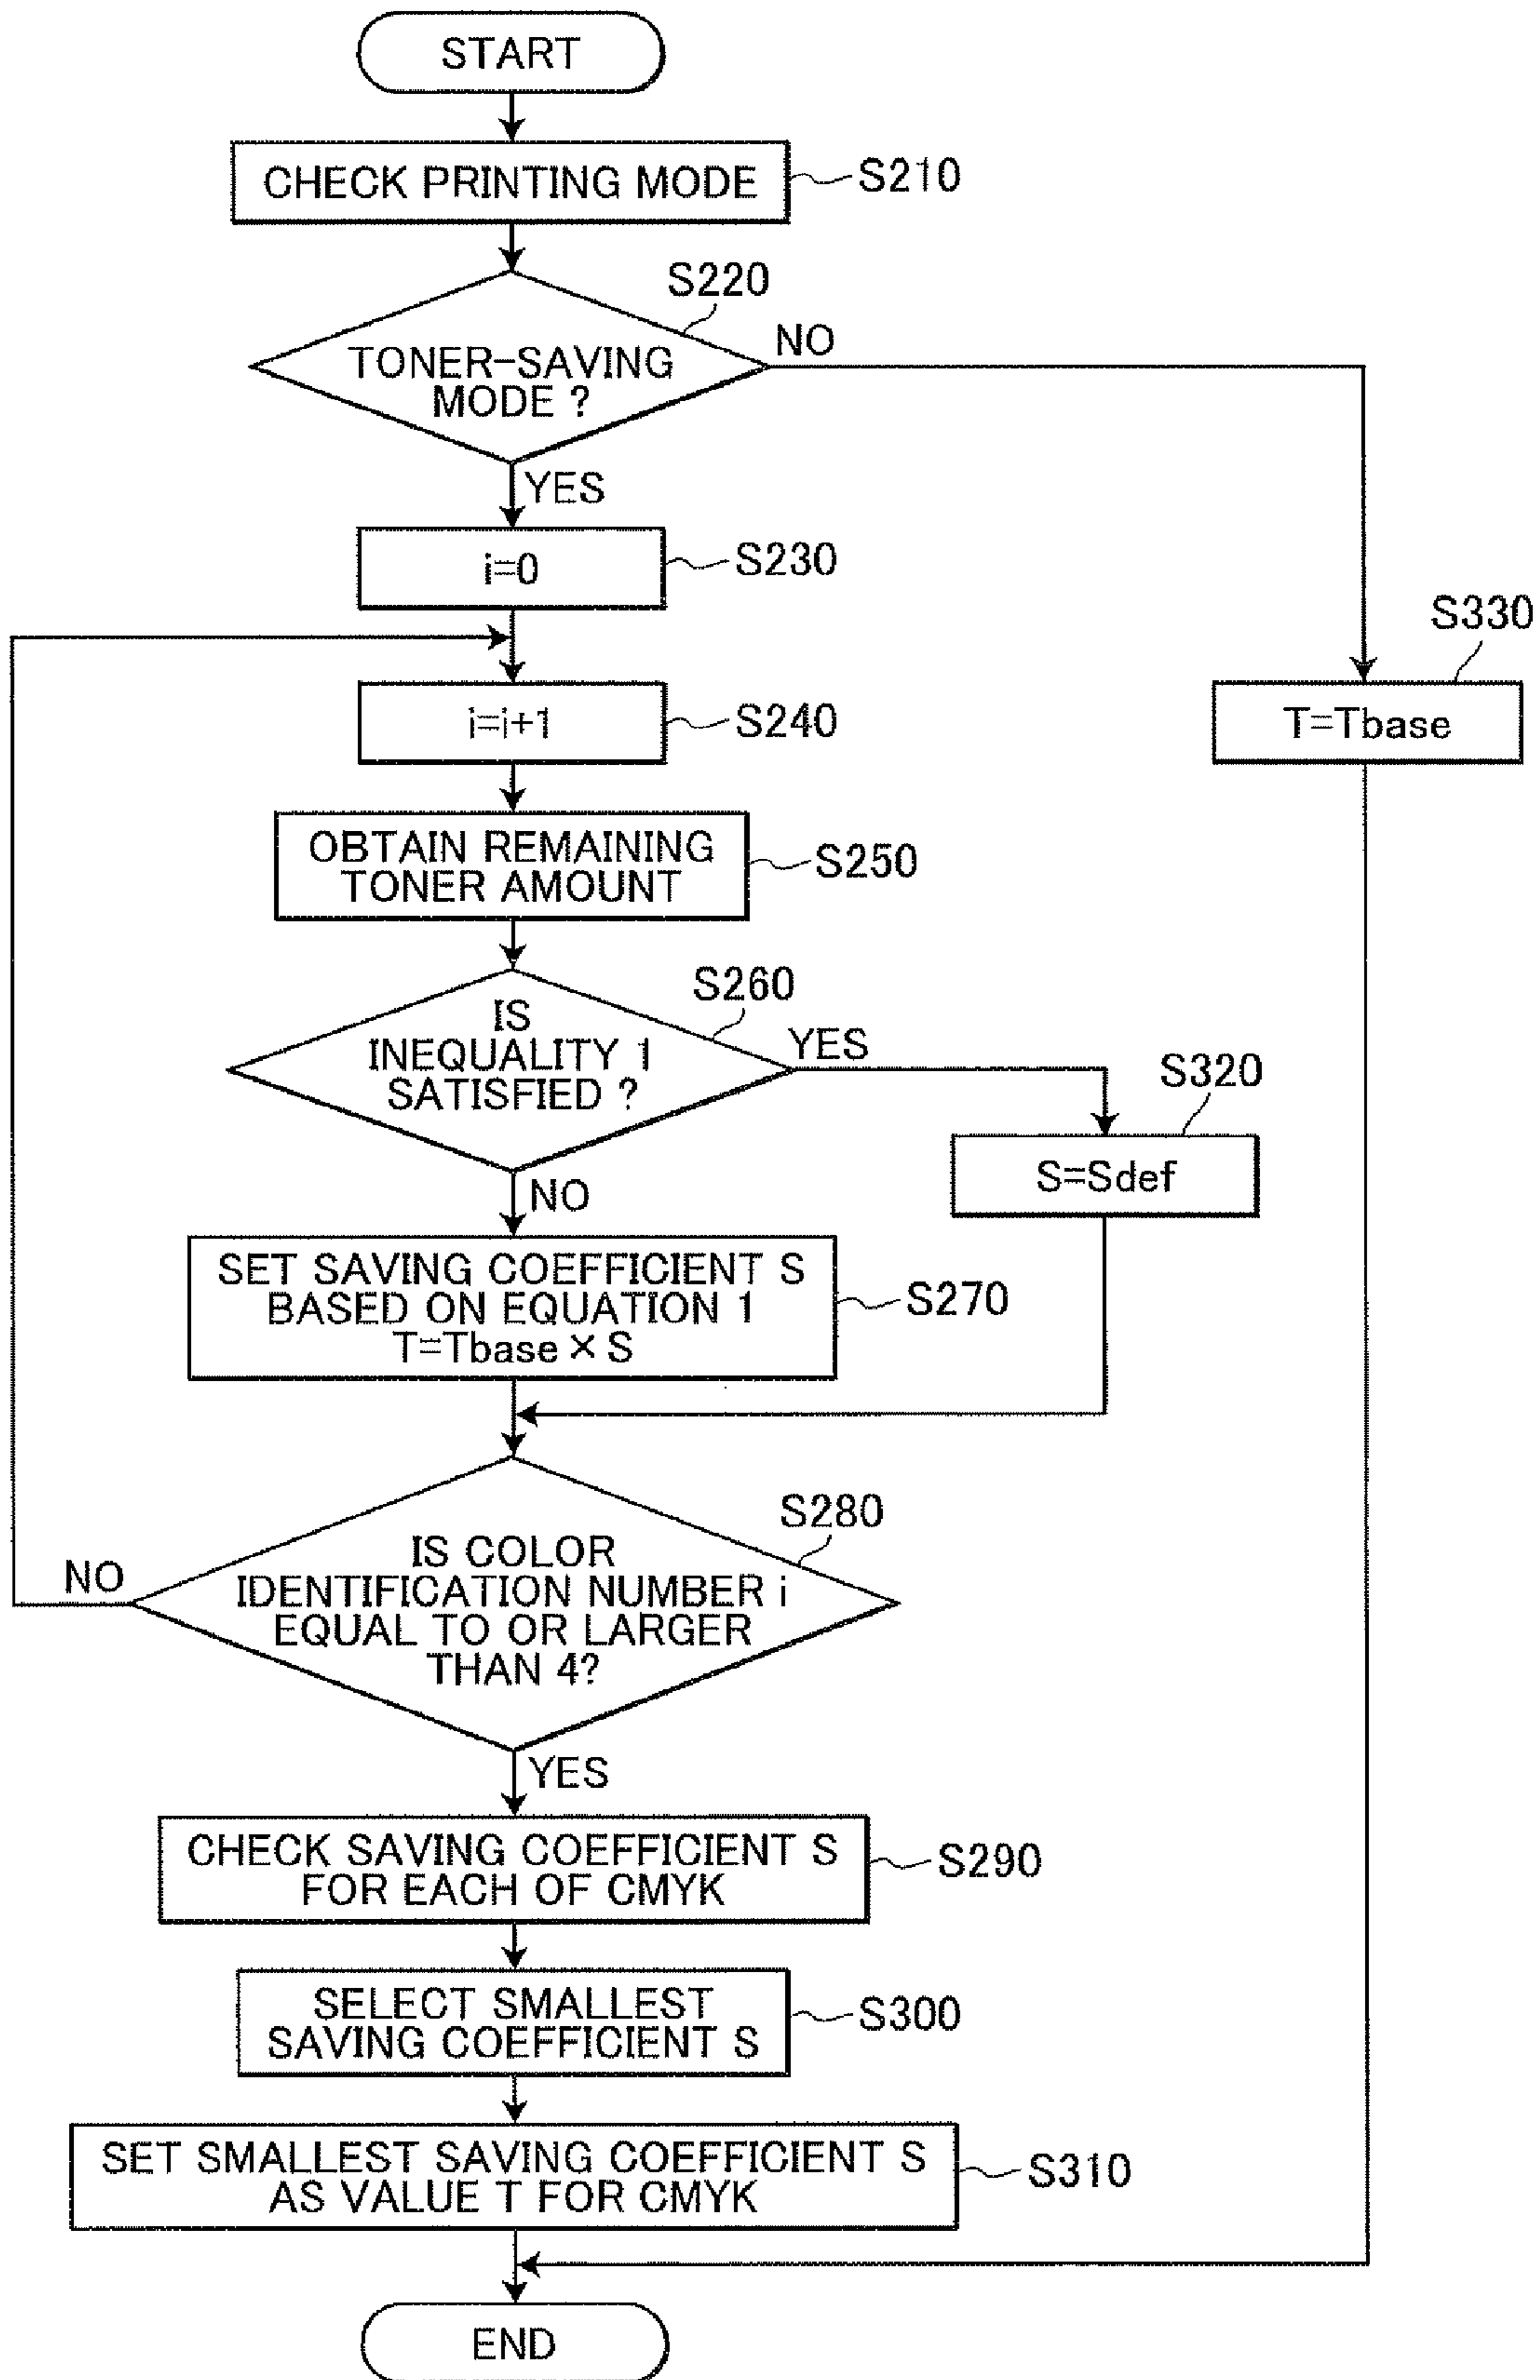 START
CHECK PRINTING MODE
S210
S220
TONER-SAVING
MODE ?
NO
YES
i=0
S230
S330
i=i+1
S240
T=Tbase
OBTAIN REMAINING
TONER AMOUNT
S250
S260
IS
INEQUALITY 1
SATISFIED ?
YES
S320
S=Sdef
NO
SET SAVING COEFFICIENT S
BASED ON EQUATION 1
T=Tbase × S
S270
S280
IS COLOR
IDENTIFICATION NUMBER i
EQUAL TO OR LARGER
THAN 4?
NO
YES
CHECK SAVING COEFFICIENT S
FOR EACH OF CMYK
S290
SELECT SMALLEST
SAVING COEFFICIENT S
S300
SET SMALLEST SAVING COEFFICIENT S
AS VALUE T FOR CMYK
S310
END